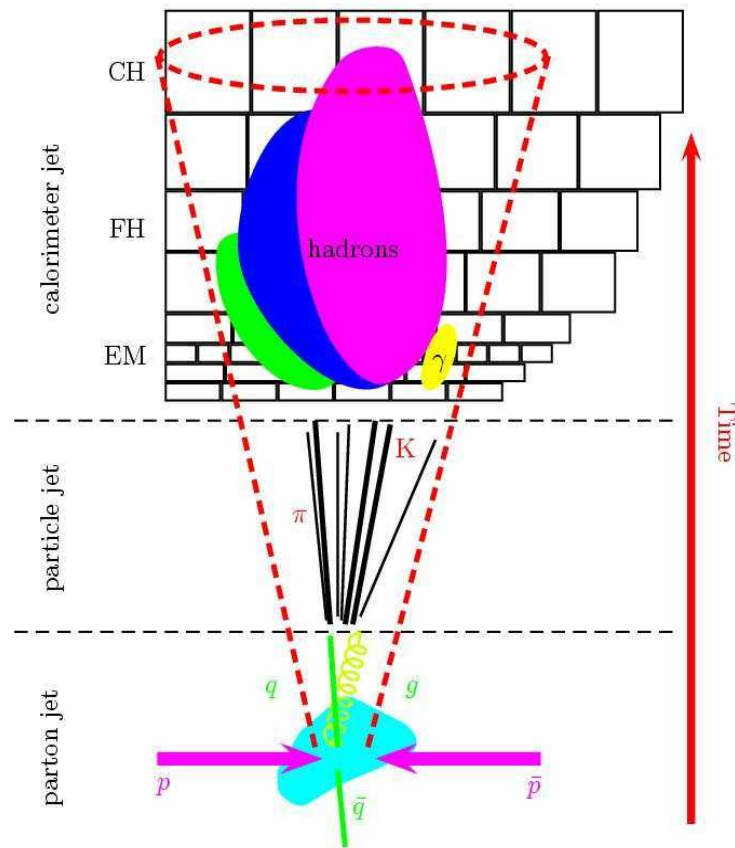 CH
calorimeter jet
FH
hadrons
EM
γ
Time
K
particle jet
π
q
g
parton jet
p
p̄
q̄